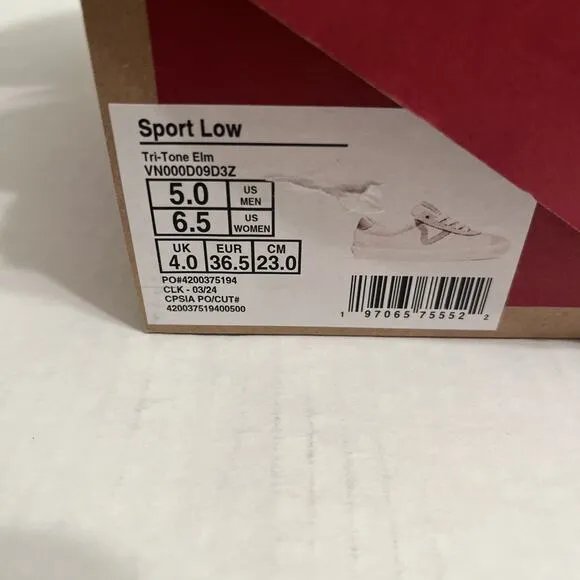 Sport Low
Tri-Tone Elm
VN000D09D3Z
5.0 US MEN
6.5 US WOMEN
UK EUR CM
4.0 36.5 23.0
PO#4200375194
CLK - 03/24
CPSIA PO/CUT#
420037519400500
1 97065 75552 2